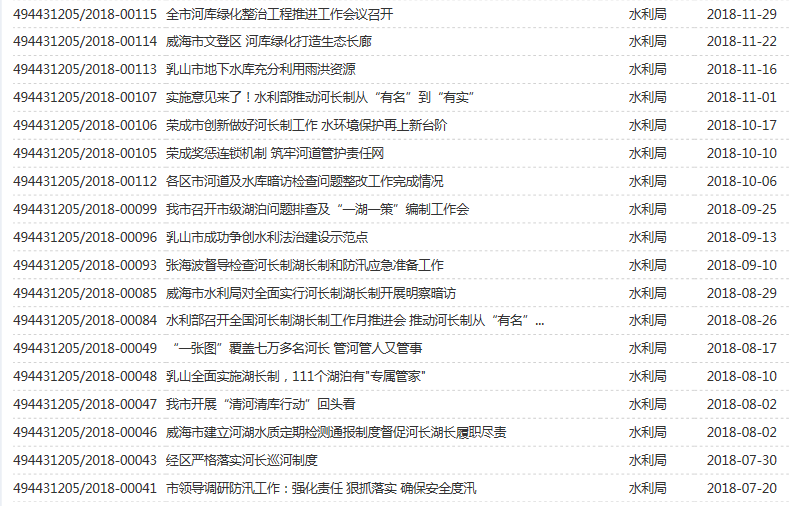 494431205/2018-00115 全市河库绿化整治工程推进工作会议召开 水利局 2018-11-29
494431205/2018-00114 威海市文登区 河库绿化打造生态长廊 水利局 2018-11-22
494431205/2018-00113 乳山市地下水库充分利用雨洪资源 水利局 2018-11-16
494431205/2018-00107 实施意见来了！水利部推动河长制从“有名”到“有实” 水利局 2018-11-01
494431205/2018-00106 荣成市创新做好河长制工作 水环境保护再上新台阶 水利局 2018-10-17
494431205/2018-00105 荣成奖惩连锁机制 筑牢河道管护责任网 水利局 2018-10-10
494431205/2018-00112 各区市河道及水库暗访检查问题整改工作完成情况 水利局 2018-10-06
494431205/2018-00099 我市召开市级湖泊问题排查及“一湖一策”编制工作会 水利局 2018-09-25
494431205/2018-00096 乳山市成功争创水利法治建设示范点 水利局 2018-09-13
494431205/2018-00093 张海波督导检查河长制湖长制和防汛应急准备工作 水利局 2018-09-10
494431205/2018-00085 威海市水利局对全面实行河长制湖长制开展明察暗访 水利局 2018-08-29
494431205/2018-00084 水利部召开全国河长制湖长制工作月推进会 推动河长制从“有名”... 水利局 2018-08-26
494431205/2018-00049 “一张图”覆盖七万多名河长 管河管人又管事 水利局 2018-08-17
494431205/2018-00048 乳山全面实施湖长制，111个湖泊有"专属管家" 水利局 2018-08-10
494431205/2018-00047 我市开展“清河清库行动”回头看 水利局 2018-08-02
494431205/2018-00046 威海市建立河湖水质定期检测通报制度督促河长湖长履职尽责 水利局 2018-08-02
494431205/2018-00043 经区严格落实河长巡河制度 水利局 2018-07-30
494431205/2018-00041 市领导调研防汛工作：强化责任 狠抓落实 确保安全度汛 水利局 2018-07-20